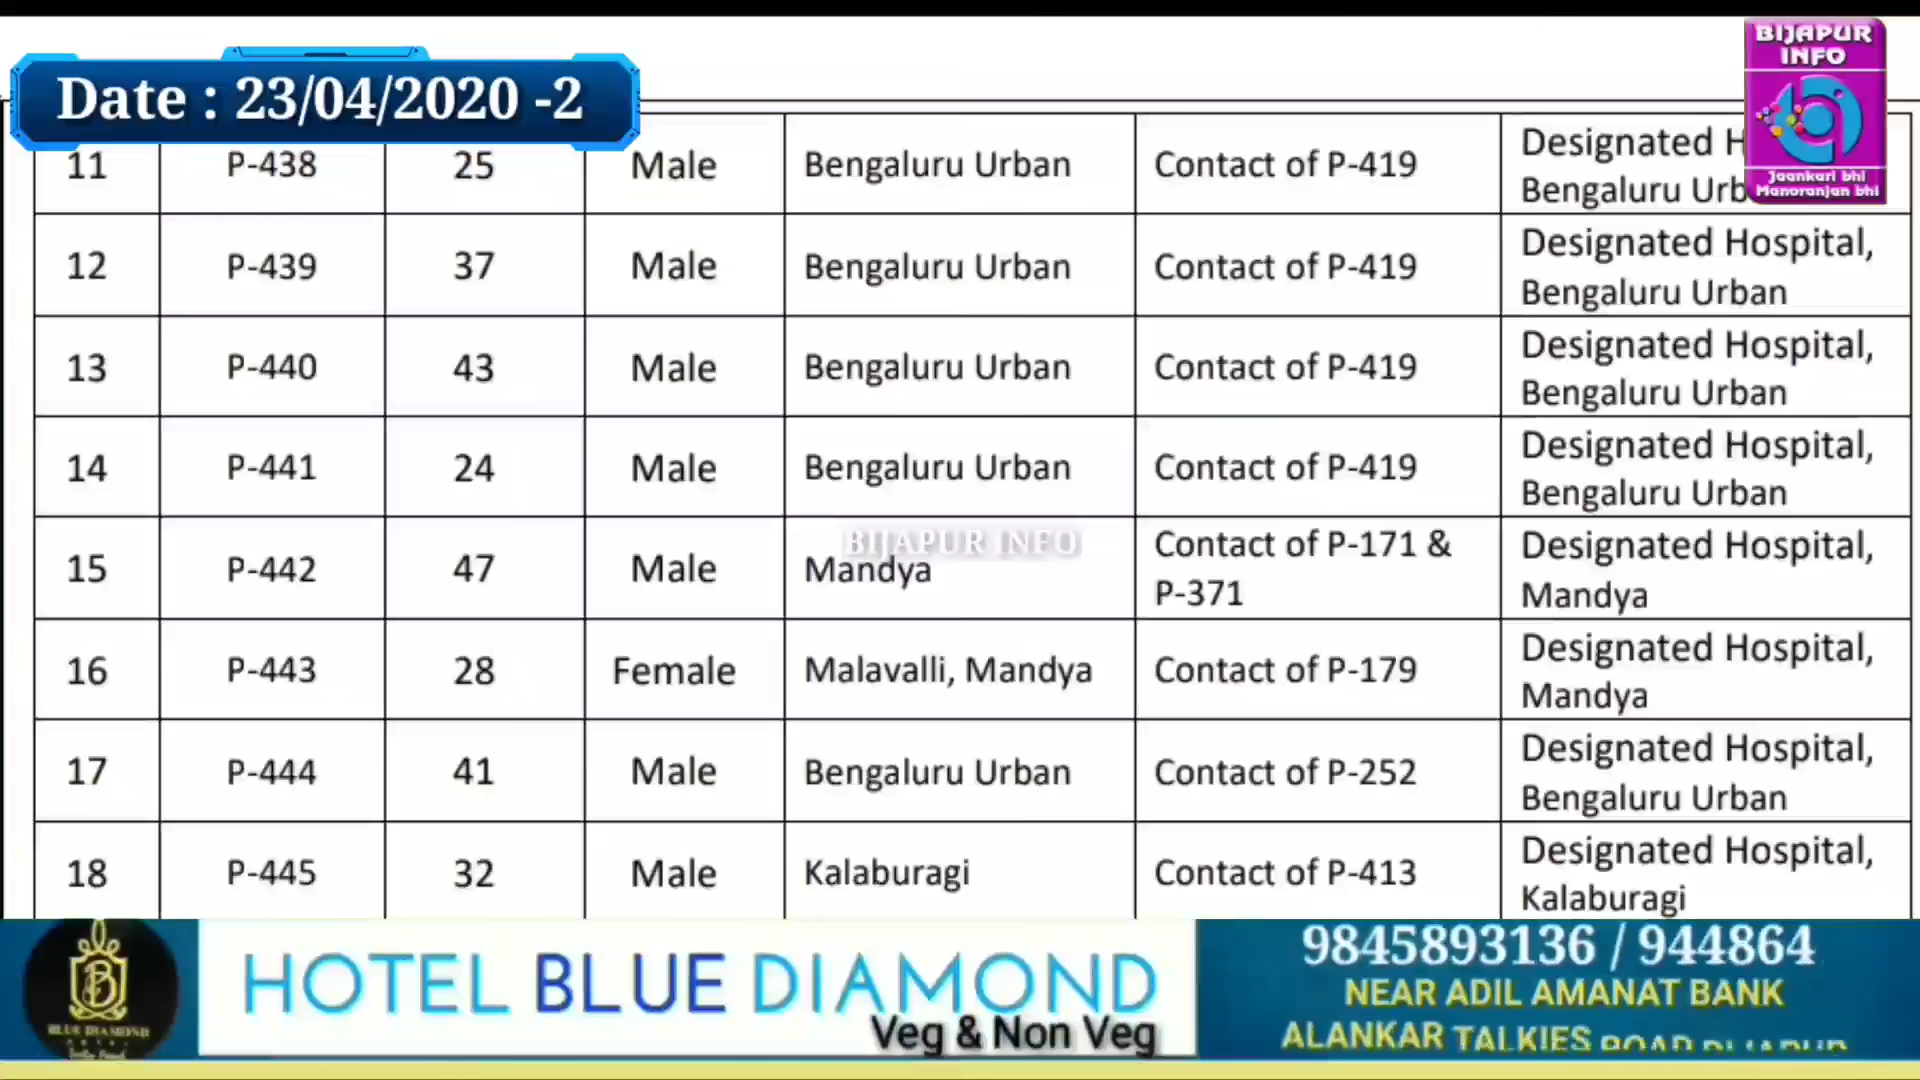 BIJAPUR
INFO
Jaankari bhi
Manoranjan bhi
Date : 23/04/2020 -2
11 P-438 25 Male Bengaluru Urban Contact of P-419 Designated H
Bengaluru Urb
12 P-439 37 Male Bengaluru Urban Contact of P-419 Designated Hospital,
Bengaluru Urban
13 P-440 43 Male Bengaluru Urban Contact of P-419 Designated Hospital,
Bengaluru Urban
14 P-441 24 Male Bengaluru Urban Contact of P-419 Designated Hospital,
Bengaluru Urban
BIJAPUR INFO
15 P-442 47 Male Mandya Contact of P-171 & Designated Hospital,
P-371 Mandya
16 P-443 28 Female Malavalli, Mandya Contact of P-179 Designated Hospital,
Mandya
17 P-444 41 Male Bengaluru Urban Contact of P-252 Designated Hospital,
Bengaluru Urban
18 P-445 32 Male Kalaburagi Contact of P-413 Designated Hospital,
Kalaburagi
B
BLUE DIAMOND
HOTEL BLUE DIAMOND
Veg & Non Veg
9845893136 / 944864
NEAR ADIL AMANAT BANK
ALANKAR TALKIES ROAD BIJAPUR